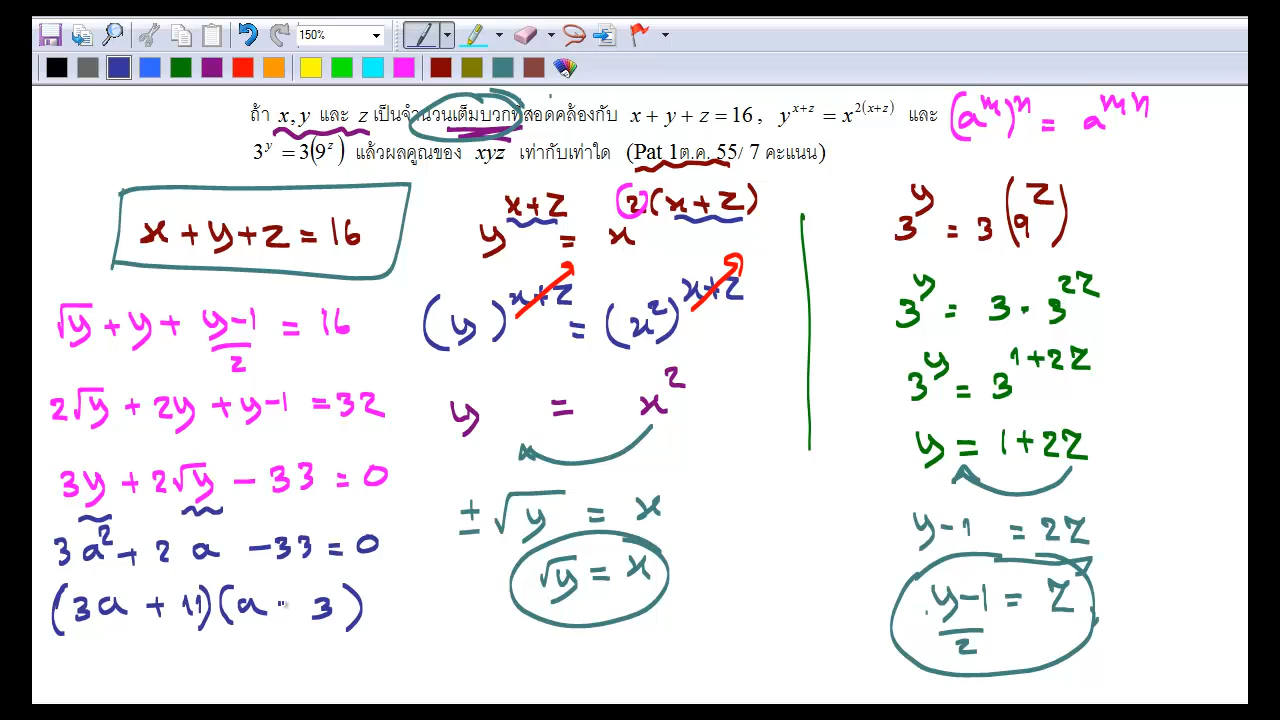 150%
ถ้า x, y และ z เป็นจำนวนเต็มบวกที่สอดคล้องกับ x + y + z = 16 , y^{x+z} = x^{2(x+z)} และ
3^y = 3(9^z) แล้วผลคูณของ xyz เท่ากับเท่าใด (Pat 1ต.ค. 55/ 7 คะแนน)
(a^m)^n = a^{mn}
x + y + z = 16
√y + y + (y-1)/2 = 16
2√y + 2y + y-1 = 32
3y + 2√y - 33 = 0
3a^2 + 2a - 33 = 0
(3a + 11)(a - 3)
y^{x+z} = x^{2(x+z)}
(y)^{x+z} = (x^2)^{x+z}
y = x^2
±√y = x
√y = x
3^y = 3(9^z)
3^y = 3 · 3^{2z}
3^y = 3^{1+2z}
y = 1+2z
y-1 = 2z
(y-1)/2 = z